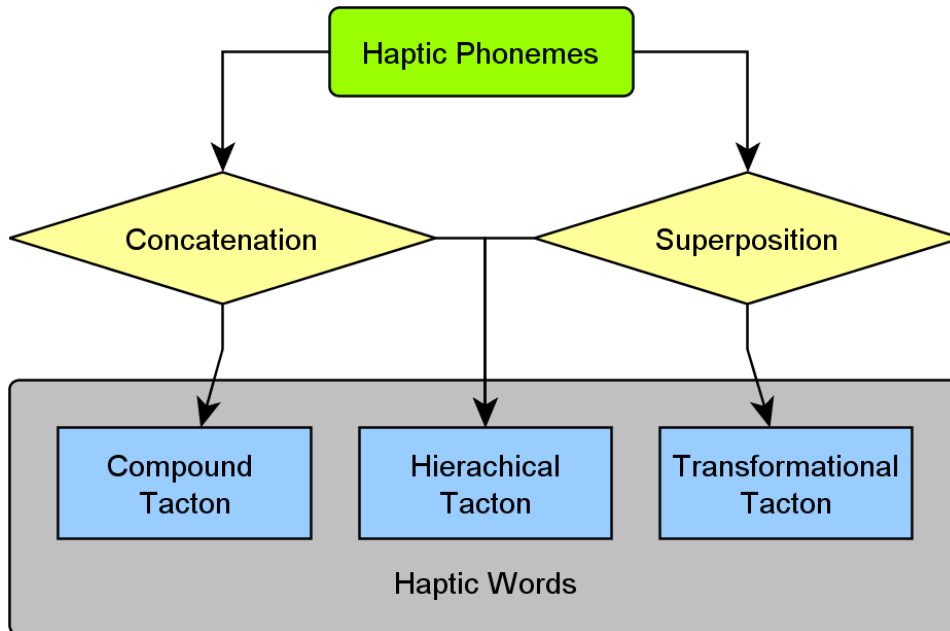 Haptic Phonemes
Concatenation
Superposition
Compound
Tacton
Hierachical
Tacton
Transformational
Tacton
Haptic Words